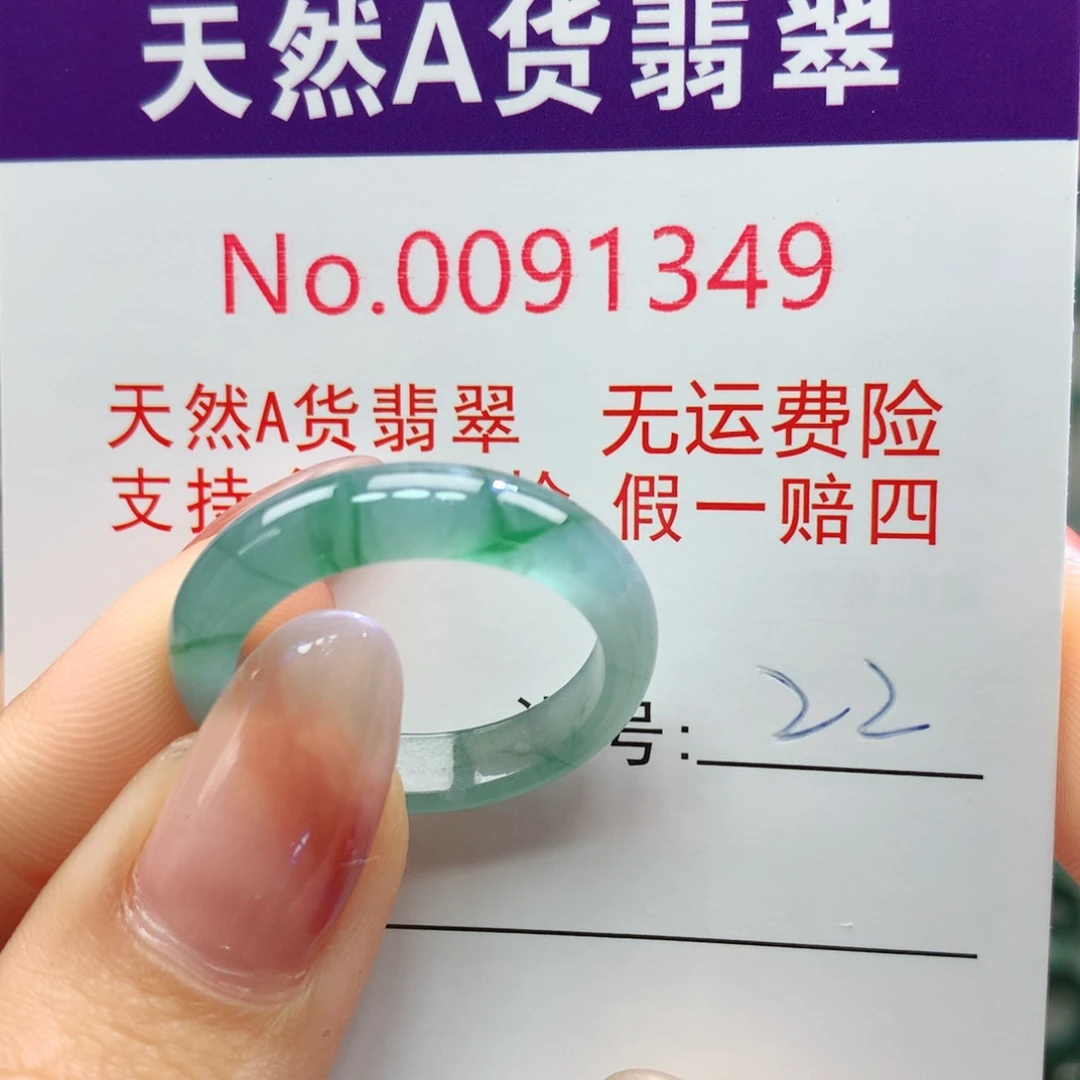 天然A货翡翠
No.0091349
天然A货翡翠 无运费险
支持 检 假一赔四
号: 22